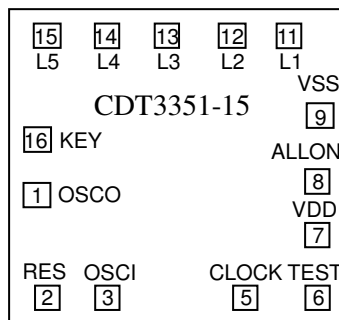 15 14 13 12 11
L5 L4 L3 L2 L1
VSS
CDT3351-15
9
16 KEY
ALLON
1 OSCO
8
VDD
7
RES OSCI CLOCK TEST
2 3 5 6